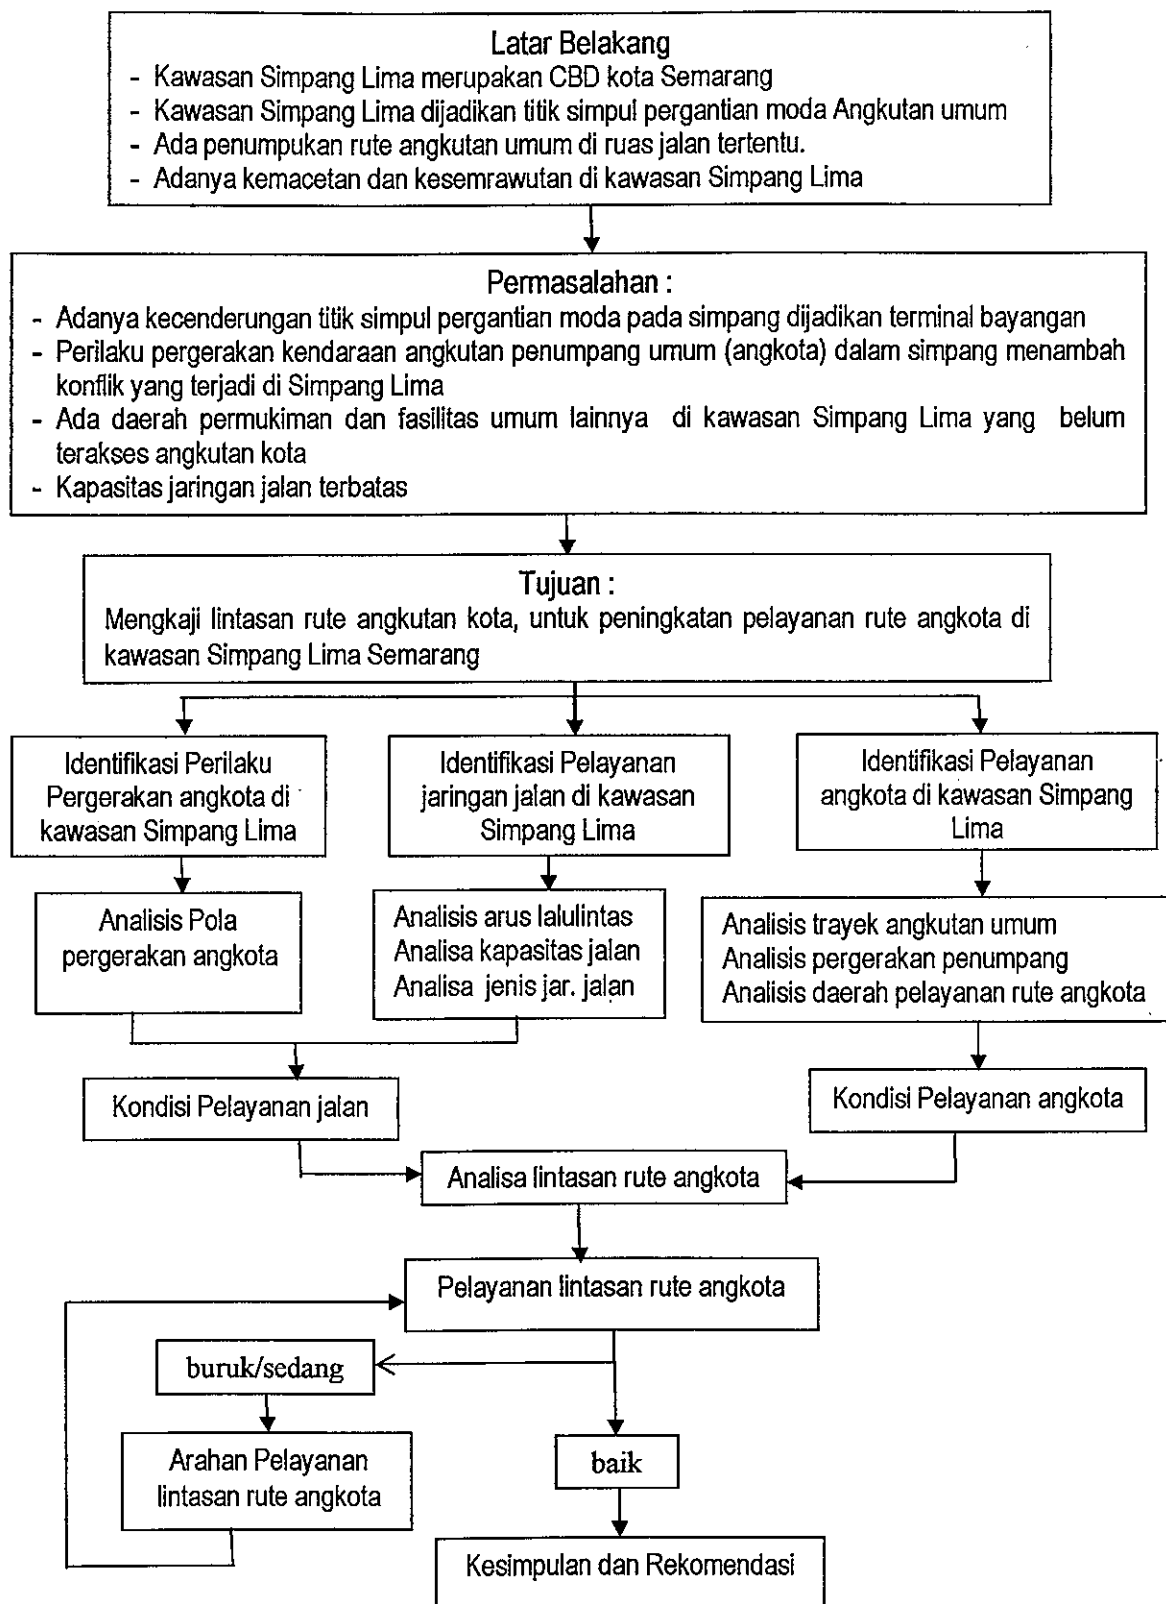 Latar Belakang
- Kawasan Simpang Lima merupakan CBD kota Semarang
- Kawasan Simpang Lima dijadikan titik simpul pergantian moda Angkutan umum
- Ada penumpukan rute angkutan umum di ruas jalan tertentu.
- Adanya kemacetan dan kesemrawutan di kawasan Simpang Lima
Permasalahan :
- Adanya kecenderungan titik simpul pergantian moda pada simpang dijadikan terminal bayangan
- Perilaku pergerakan kendaraan angkutan penumpang umum (angkota) dalam simpang menambah
konflik yang terjadi di Simpang Lima
- Ada daerah permukiman dan fasilitas umum lainnya di kawasan Simpang Lima yang belum
terakses angkutan kota
- Kapasitas jaringan jalan terbatas
Tujuan :
Mengkaji lintasan rute angkutan kota, untuk peningkatan pelayanan rute angkota di
kawasan Simpang Lima Semarang
Identifikasi Perilaku
Pergerakan angkota di
kawasan Simpang Lima
Identifikasi Pelayanan
jaringan jalan di kawasan
Simpang Lima
Identifikasi Pelayanan
angkota di kawasan Simpang
Lima
Analisis Pola
pergerakan angkota
Analisis arus lalulintas
Analisa kapasitas jalan
Analisa jenis jar. jalan
Analisis trayek angkutan umum
Analisis pergerakan penumpang
Analisis daerah pelayanan rute angkota
Kondisi Pelayanan jalan
Kondisi Pelayanan angkota
Analisa lintasan rute angkota
Pelayanan lintasan rute angkota
buruk/sedang
Arahan Pelayanan
lintasan rute angkota
baik
Kesimpulan dan Rekomendasi